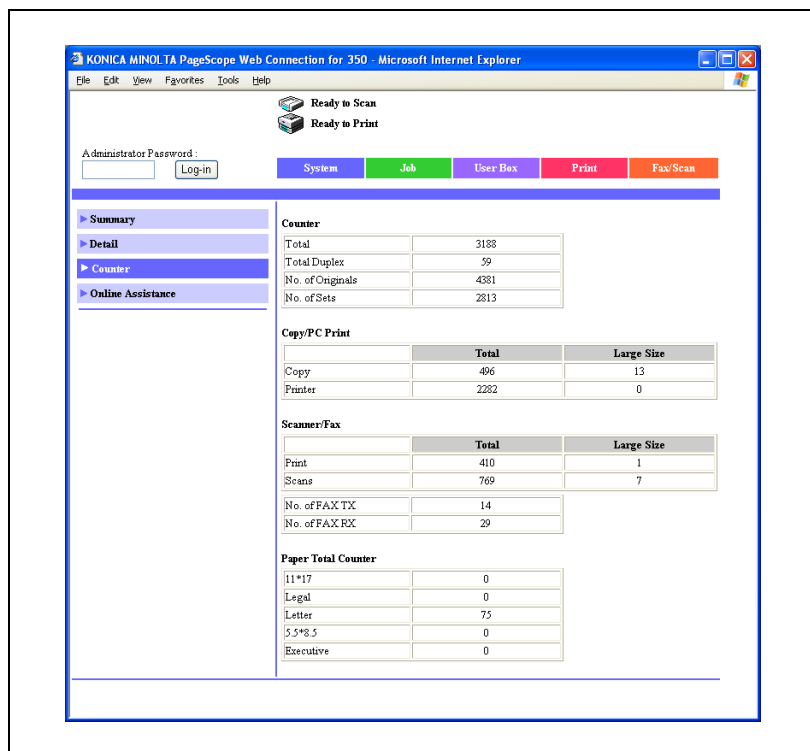 KONICA MINOLTA PageScope Web Connection for 350 - Microsoft Internet Explorer
File Edit View Favorites Tools Help
Ready to Scan
Ready to Print
Administrator Password :
Log-in
System Job User Box Print Fax/Scan
Summary
Detail
Counter
Online Assistance
Counter
Total 3188
Total Duplex 59
No. of Originals 4381
No. of Sets 2813
Copy/PC Print
Total Large Size
Copy 496 13
Printer 2282 0
Scanner/Fax
Total Large Size
Print 410 1
Scans 769 7
No. of FAX TX 14
No. of FAX RX 29
Paper Total Counter
11*17 0
Legal 0
Letter 75
5.5*8.5 0
Executive 0